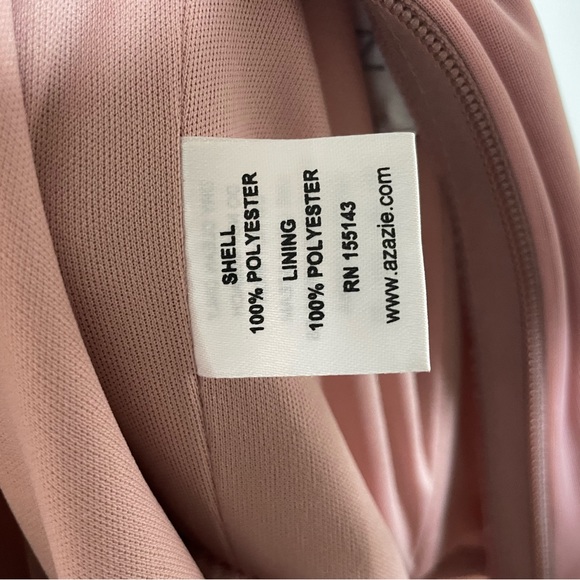 SHELL
100% POLYESTER
LINING
100% POLYESTER
RN 155143
www.azazie.com